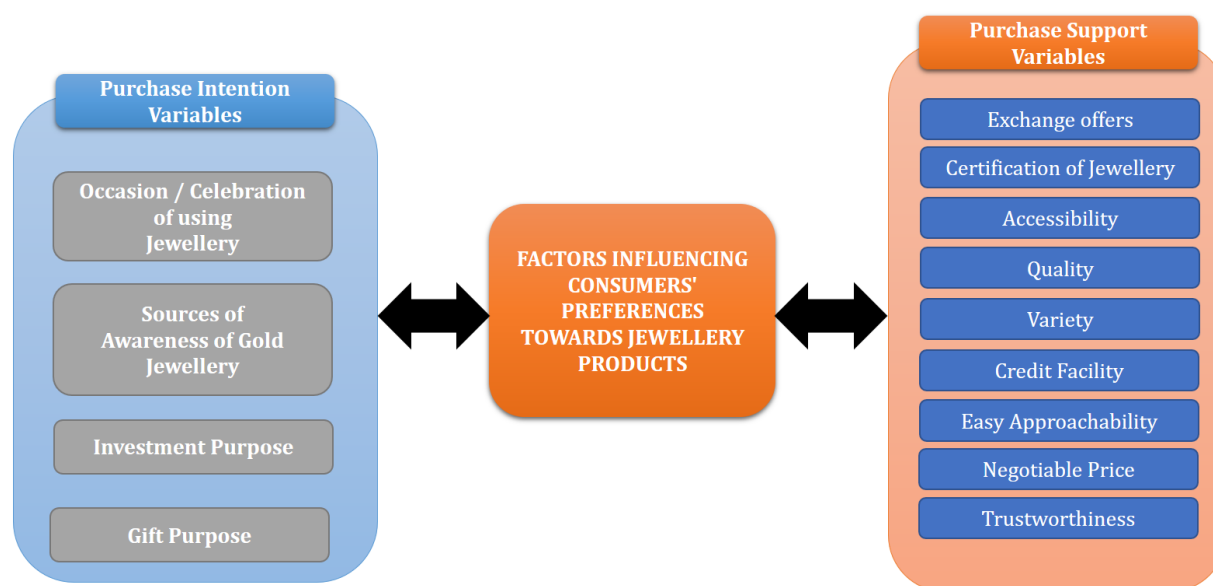 Purchase Intention
Variables
Occasion / Celebration
of using
Jewellery
Sources of
Awareness of Gold
Jewellery
Investment Purpose
Gift Purpose
FACTORS INFLUENCING
CONSUMERS'
PREFERENCES
TOWARDS JEWELLERY
PRODUCTS
Purchase Support
Variables
Exchange offers
Certification of Jewellery
Accessibility
Quality
Variety
Credit Facility
Easy Approachability
Negotiable Price
Trustworthiness